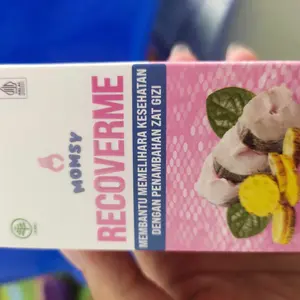 MOMSY
RECOVERME
MEMBANTU MEMELIHARA KESEHATAN
DENGAN PENAMBAHAN ZAT GIZI